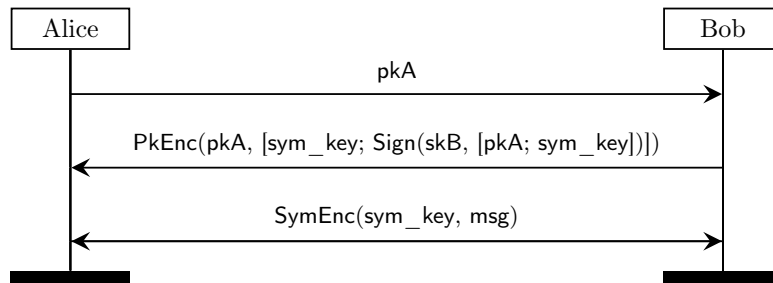 Alice Bob
pkA
PkEnc(pkA, [sym_key; Sign(skB, [pkA; sym_key])])
SymEnc(sym_key, msg)